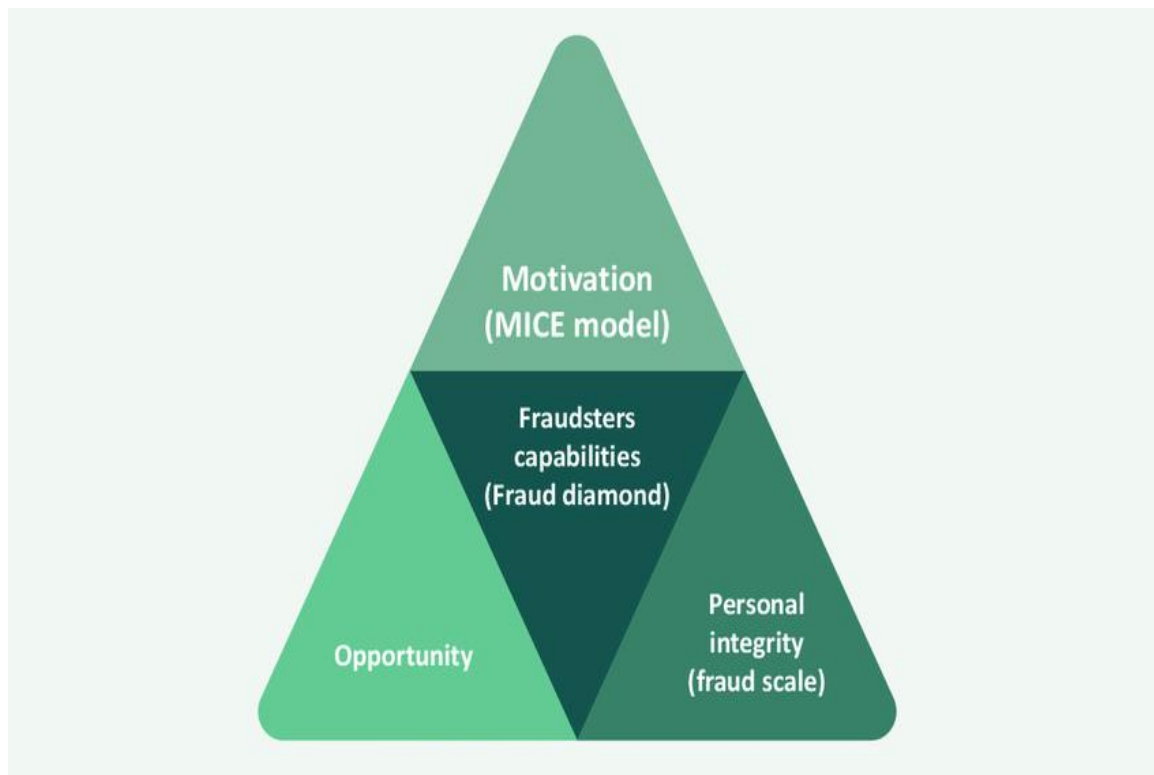 Motivation
(MICE model)
Fraudsters
capabilities
(Fraud diamond)
Opportunity
Personal
integrity
(fraud scale)